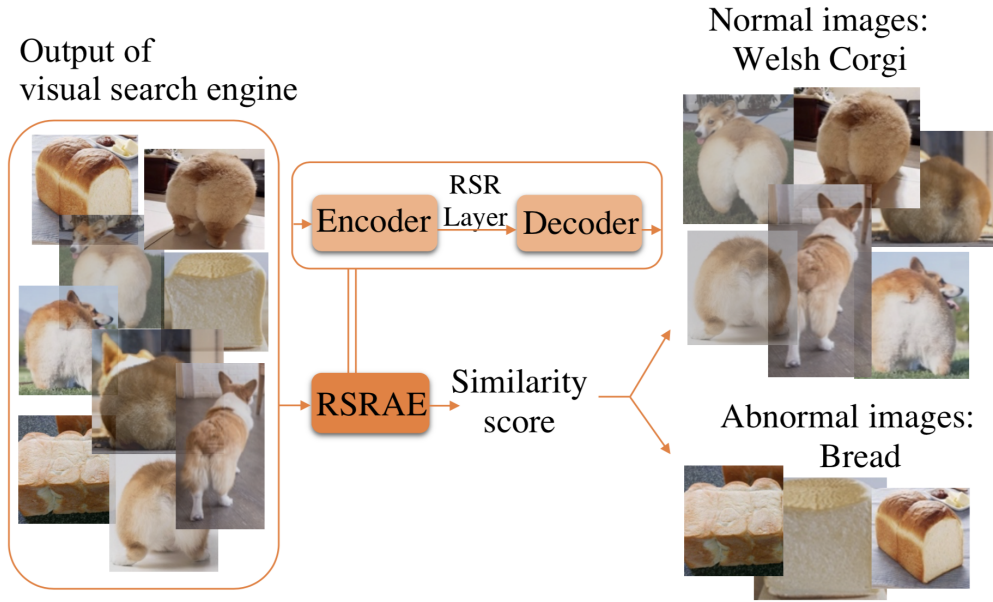 Output of
visual search engine
Encoder
RSR
Layer
Decoder
RSRAE
Similarity
score
Normal images:
Welsh Corgi
Abnormal images:
Bread